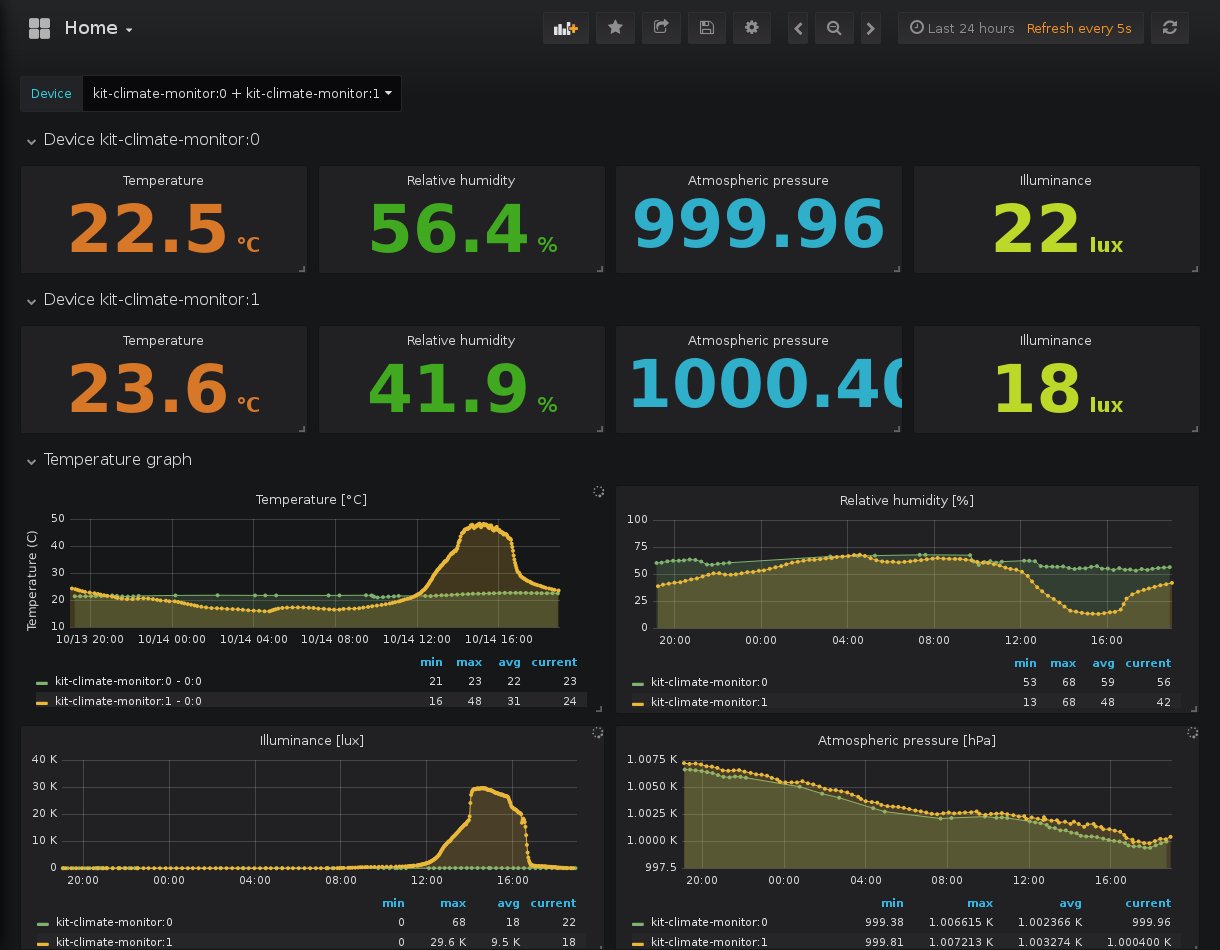 Home
Last 24 hours Refresh every 5s
Device kit-climate-monitor:0 + kit-climate-monitor:1
Device kit-climate-monitor:0
Temperature Relative humidity Atmospheric pressure Illuminance
22.5 °C 56.4 % 999.96 22 lux
Device kit-climate-monitor:1
Temperature Relative humidity Atmospheric pressure Illuminance
23.6 °C 41.9 % 1000.40 18 lux
Temperature graph
Temperature [°C]
Temperature (C)
50
40
30
20
10
10/13 20:00 10/14 00:00 10/14 04:00 10/14 08:00 10/14 12:00 10/14 16:00
min max avg current
kit-climate-monitor:0 - 0:0 21 23 22 23
kit-climate-monitor:1 - 0:0 16 48 31 24
Relative humidity [%]
100
75
50
25
0
20:00 00:00 04:00 08:00 12:00 16:00
min max avg current
kit-climate-monitor:0 53 68 59 56
kit-climate-monitor:1 13 68 48 42
Illuminance [lux]
40 K
30 K
20 K
10 K
0
20:00 00:00 04:00 08:00 12:00 16:00
min max avg current
kit-climate-monitor:0 0 68 18 22
kit-climate-monitor:1 0 29.6 K 9.5 K 18
Atmospheric pressure [hPa]
1.0075 K
1.0050 K
1.0025 K
1.0000 K
997.5
20:00 00:00 04:00 08:00 12:00 16:00
min max avg current
kit-climate-monitor:0 999.38 1.006615 K 1.002366 K 999.96
kit-climate-monitor:1 999.81 1.007213 K 1.003274 K 1.000400 K